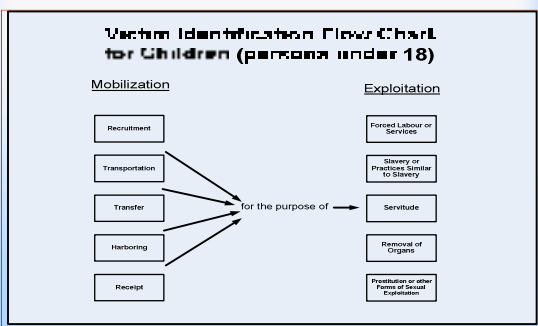 Victim Identification Flow Chart
for Children (persons under 18)
Mobilization
Exploitation
Recruitment
Forced Labour or
Services
Transportation
Slavery or
Practices Similar
to Slavery
Transfer
for the purpose of
Servitude
Harboring
Removal of
Organs
Receipt
Prostitution or other
Forms of Sexual
Exploitation